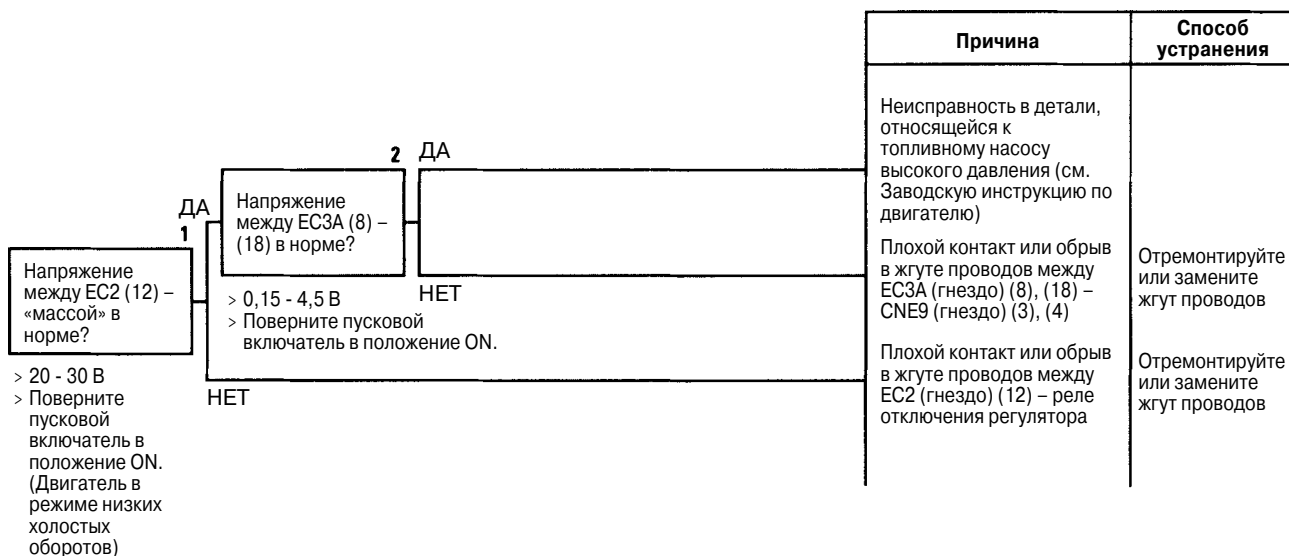 Причина
Способ
устранения
Неисправность в детали,
относящейся к
топливному насосу
высокого давления (см.
Заводскую инструкцию по
двигателю)
2 ДА
Напряжение
между EC3A (8) –
(18) в норме?
ДА
1
Напряжение
между EC2 (12) –
«массой» в
норме?
НЕТ
> 0,15 - 4,5 В
> Поверните пусковой
включатель в положение ON.
Плохой контакт или обрыв
в жгуте проводов между
EC3A (гнездо) (8), (18) –
CNE9 (гнездо) (3), (4)
Отремонтируйте
или замените
жгут проводов
> 20 - 30 В
> Поверните
пусковой
включатель в
положение ON.
(Двигатель в
режиме низких
холостых
оборотов)
НЕТ
Плохой контакт или обрыв
в жгуте проводов между
EC2 (гнездо) (12) – реле
отключения регулятора
Отремонтируйте
или замените
жгут проводов